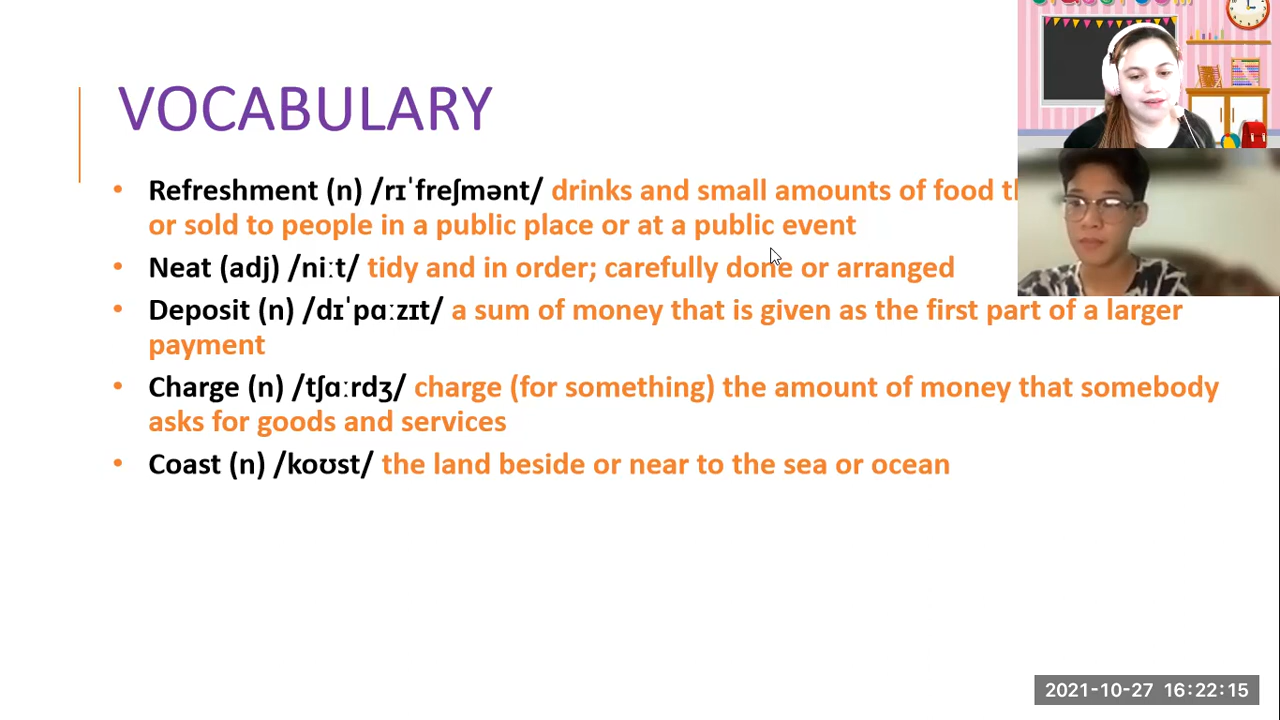 VOCABULARY
• Refreshment (n) /rɪˈfreʃmənt/ drinks and small amounts of food
or sold to people in a public place or at a public event
• Neat (adj) /niːt/ tidy and in order; carefully done or arranged
• Deposit (n) /dɪˈpɑːzɪt/ a sum of money that is given as the first part of a larger
payment
• Charge (n) /tʃɑːrdʒ/ charge (for something) the amount of money that somebody
asks for goods and services
• Coast (n) /koʊst/ the land beside or near to the sea or ocean
2021-10-27 16:22:15